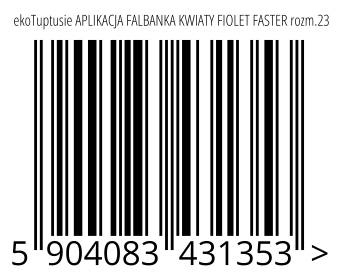 ekoTuptusie APLIKACJA FALBANKA KWIATY FIOLET FASTER rozm.23
5 904083 431353 >